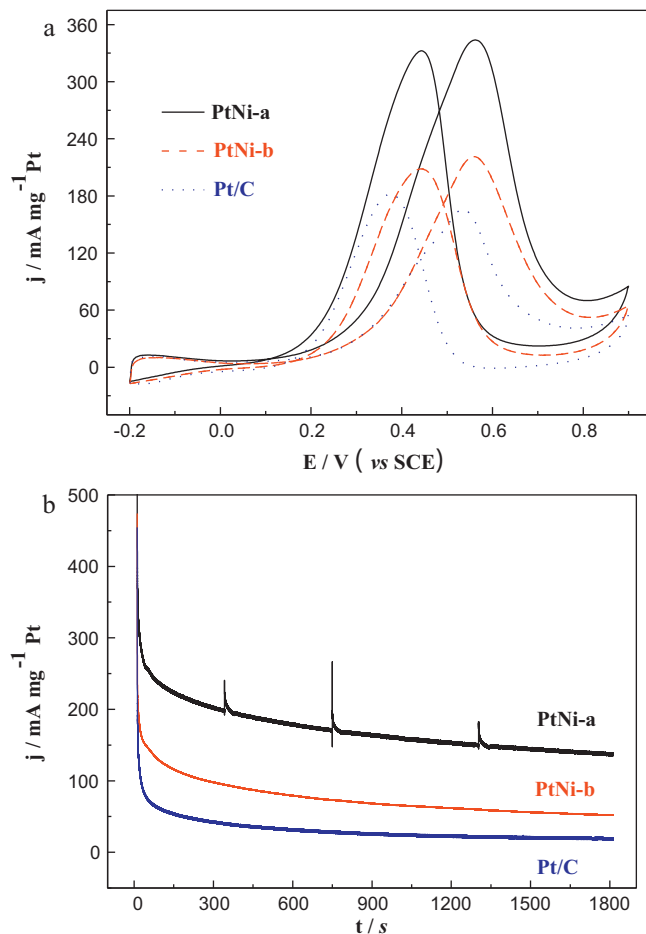 a
360
300
240
180
120
60
0
j / mA mg⁻¹Pt
PtNi-a
PtNi-b
Pt/C
-0.2 0.0 0.2 0.4 0.6 0.8
E / V ( vs SCE)
b
500
400
300
200
100
0
j / mA mg⁻¹ Pt
PtNi-a
PtNi-b
Pt/C
0 300 600 900 1200 1500 1800
t / s